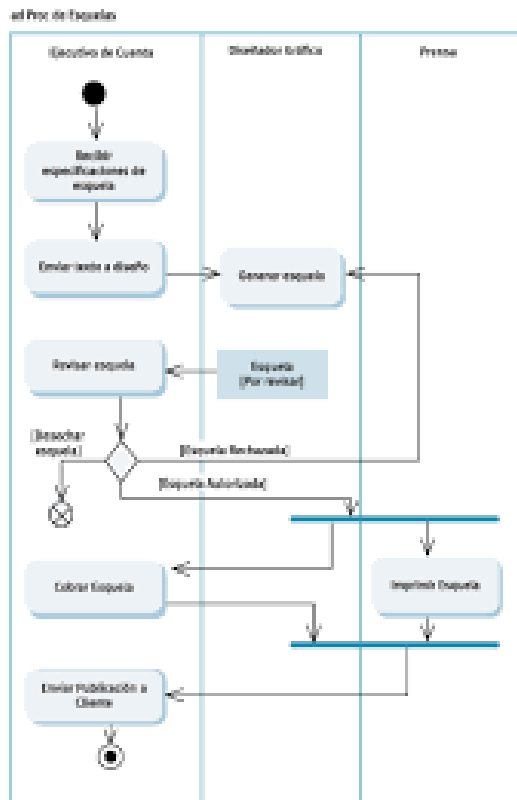 ad Proc de Esquelas
Ejecutivo de Cuenta
Diseñador Gráfico
Prensa
Recibir
especificaciones de
esquela
Enviar texto a diseño
Generar esquela
Revisar esquela
Esquela
[Por revisar]
[Desechar
esquela]
[Esquela Rechazada]
[Esquela Autorizada]
Cobrar Esquela
Imprimir Esquela
Enviar Publicación a
Cliente